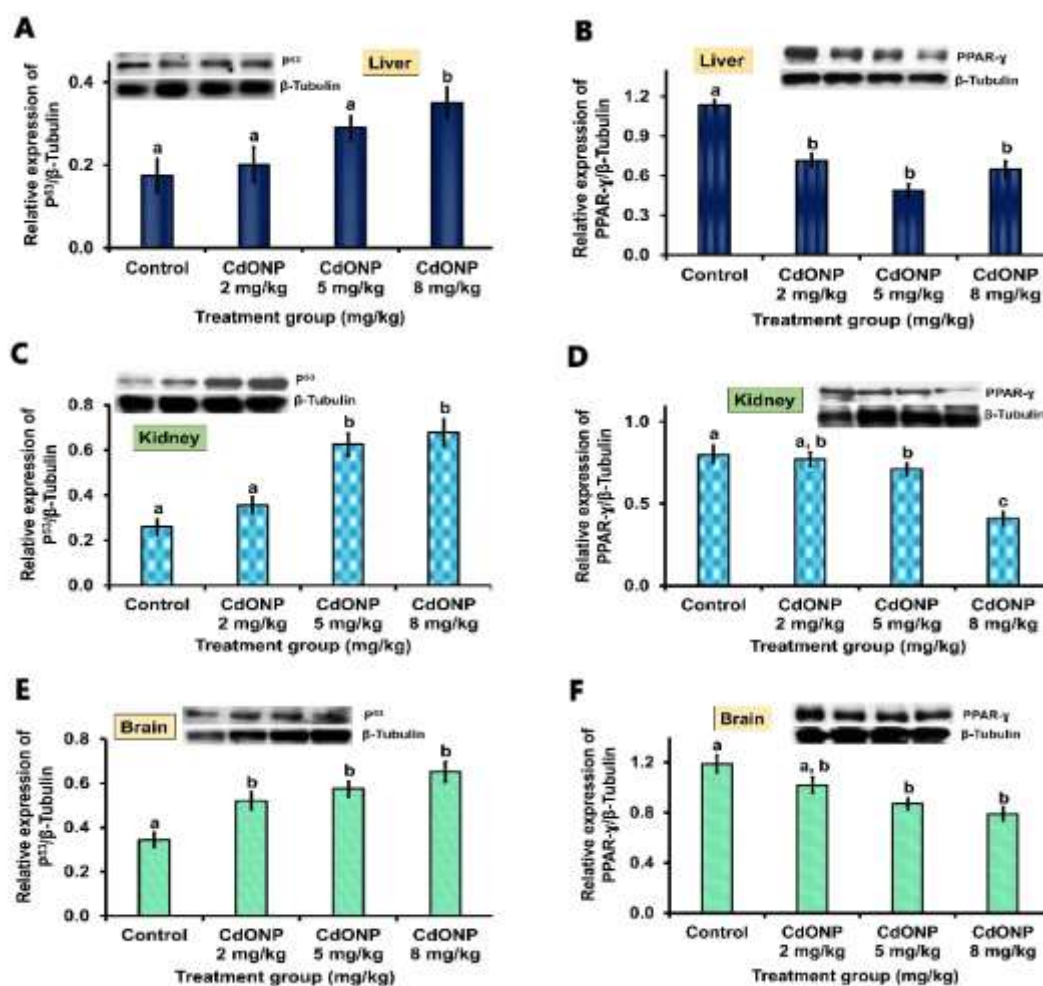 A
P⁵³
β-Tubulin
Liver
Relative expression of
P⁵³/β-Tubulin
0.4
0.2
0.0
a
a
a
b
Control
CdONP
2 mg/kg
CdONP
5 mg/kg
CdONP
8 mg/kg
Treatment group (mg/kg)
B
Liver
PPAR-ɣ
β-Tubulin
Relative expression of
PPAR-ɣ/β-Tubulin
1.2
0.9
0.6
0.3
0.0
a
b
b
b
Control
CdONP
2 mg/kg
CdONP
5 mg/kg
CdONP
8 mg/kg
Treatment group (mg/kg)
C
P⁵³
β-Tubulin
Kidney
Relative expression of
P⁵³/β-Tubulin
0.8
0.6
0.4
0.2
0.0
a
a
b
b
Control
CdONP
2 mg/kg
CdONP
5 mg/kg
CdONP
8 mg/kg
Treatment group (mg/kg)
D
Kidney
PPAR-ɣ
β-Tubulin
Relative expression of
PPAR-ɣ/β-Tubulin
1.0
0.5
0.0
a
a, b
b
c
Control
CdONP
2 mg/kg
CdONP
5 mg/kg
CdONP
8 mg/kg
Treatment group (mg/kg)
E
Brain
P⁵³
β-Tubulin
Relative expression of
P⁵³/β-Tubulin
0.8
0.6
0.4
0.2
0.0
a
b
b
b
Control
CdONP
2 mg/kg
CdONP
5 mg/kg
CdONP
8 mg/kg
Treatment group (mg/kg)
F
Brain
PPAR-ɣ
β-Tubulin
Relative expression of
PPAR-ɣ/β-Tubulin
1.2
0.8
0.4
0.0
a
a, b
b
b
Control
CdONP
2 mg/kg
CdONP
5 mg/kg
CdONP
8 mg/kg
Treatment group (mg/kg)